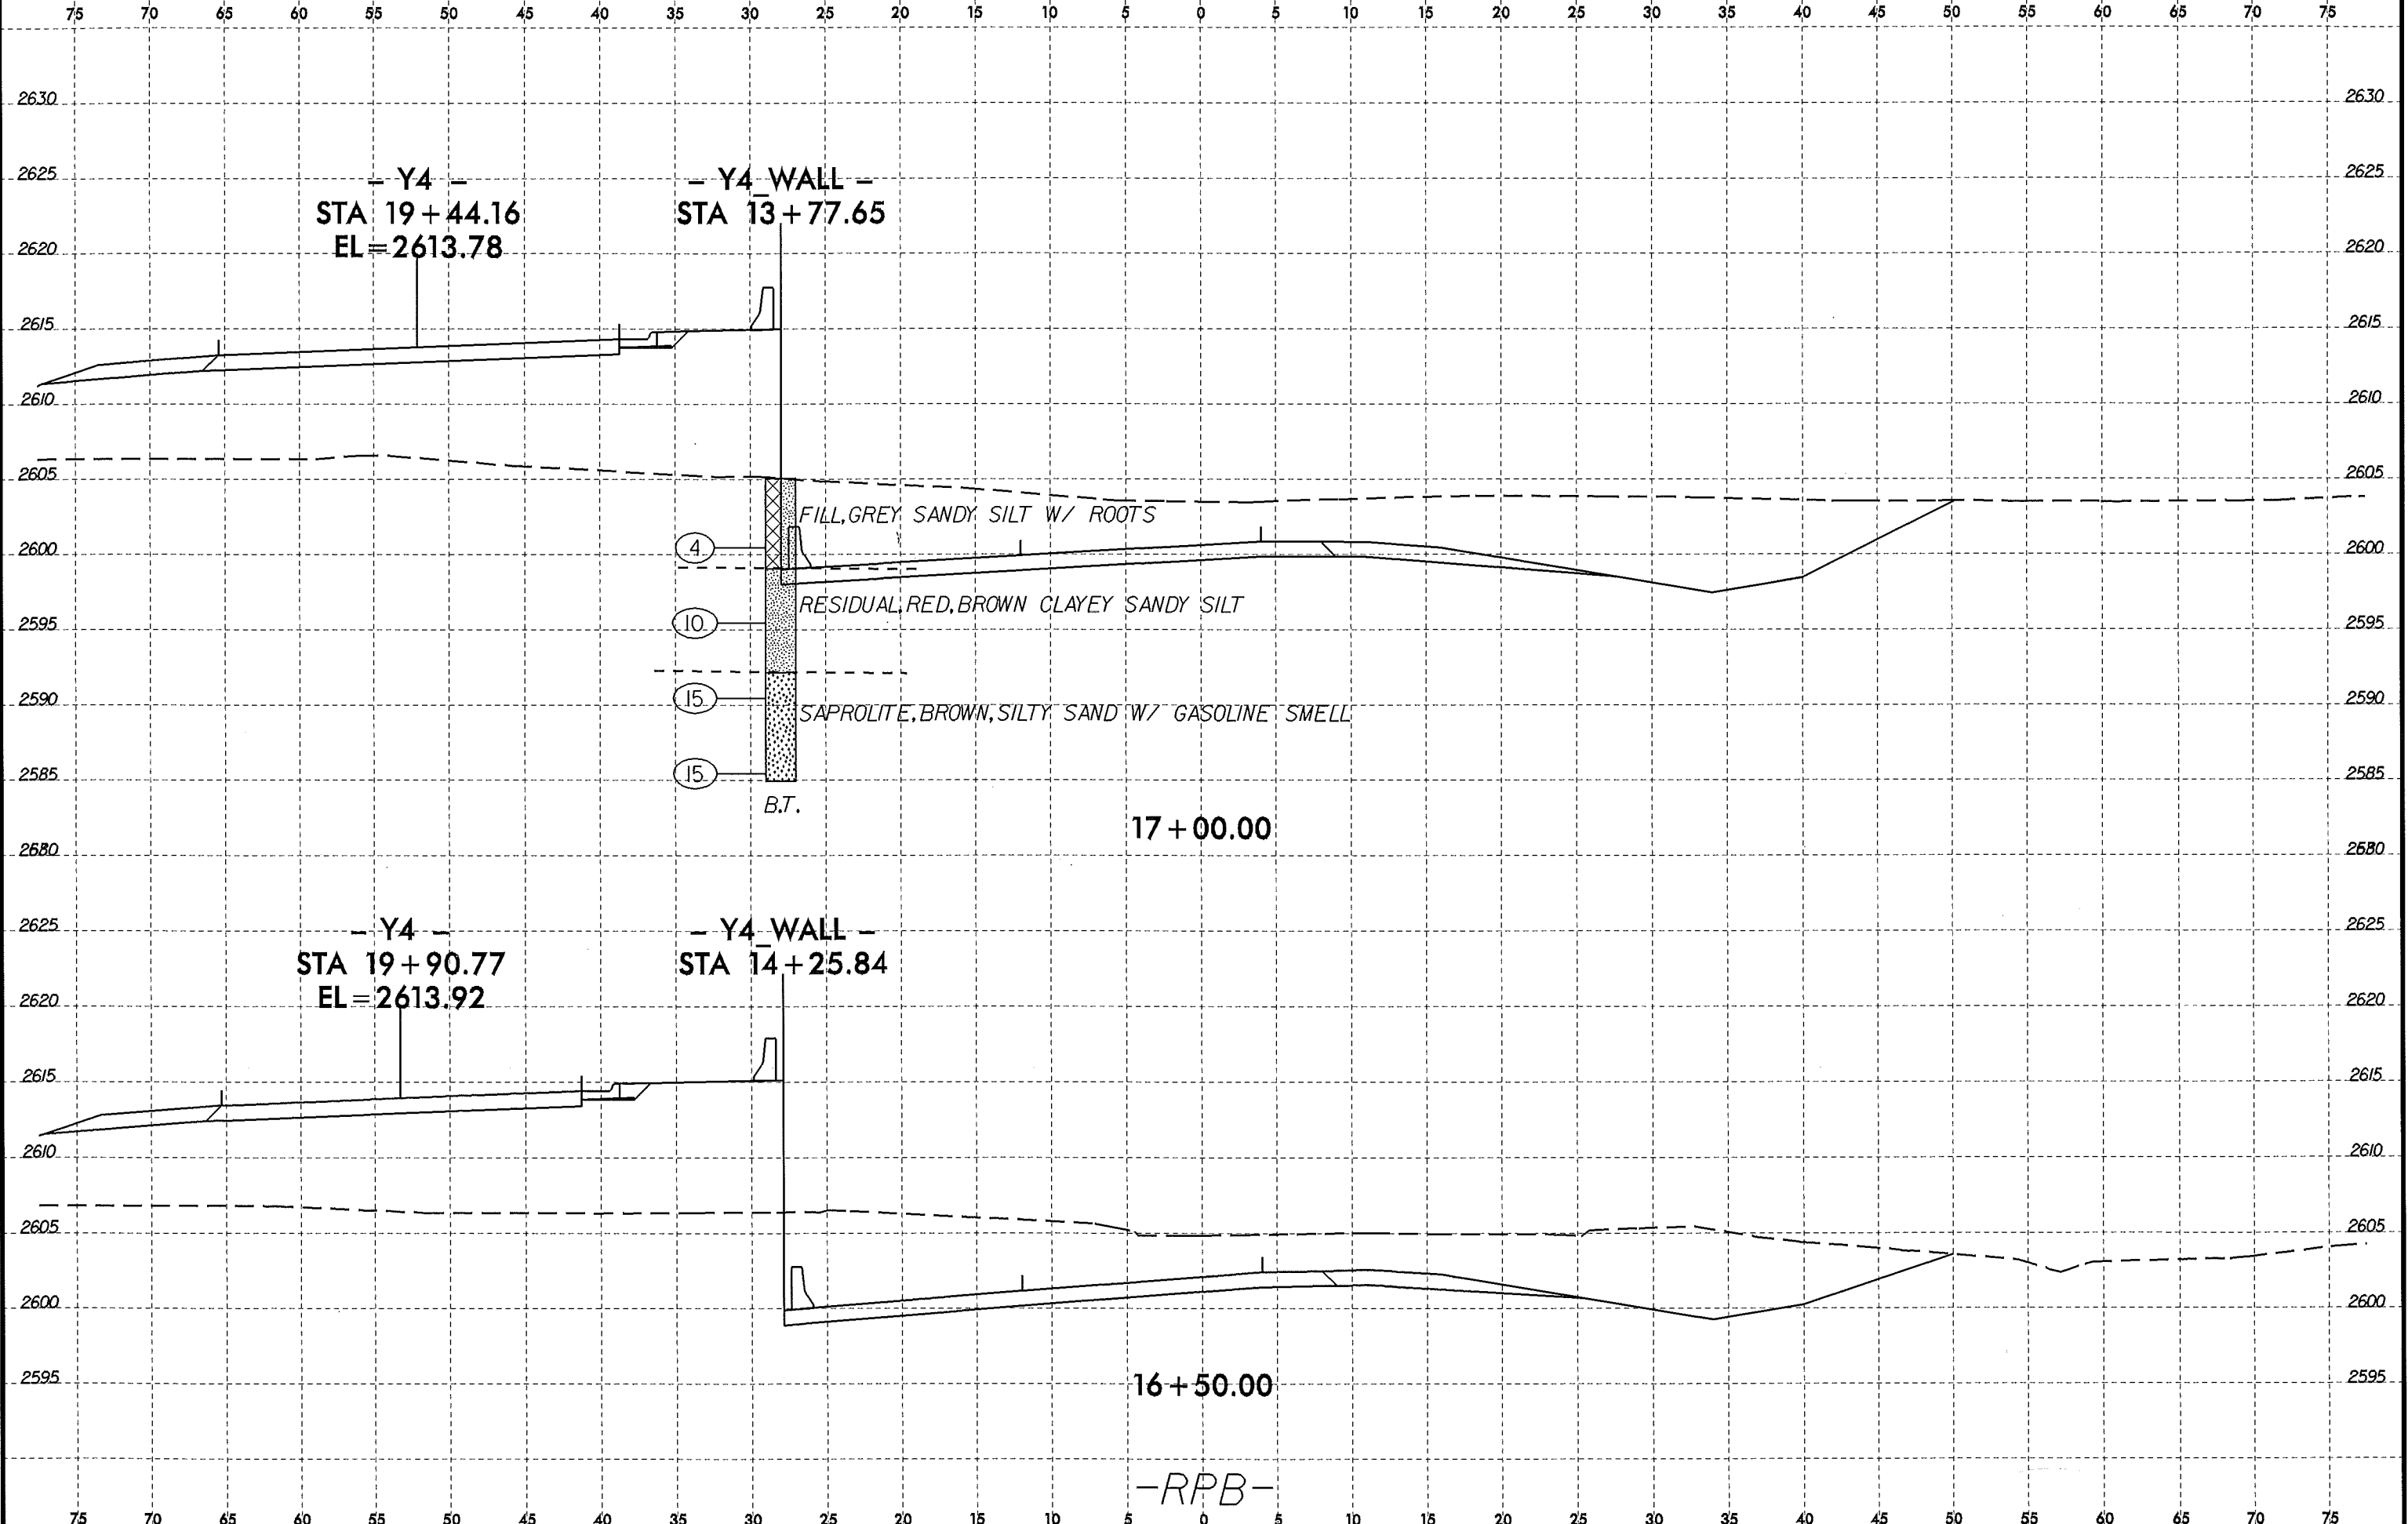 75 70 65 60 55 50 45 40 35 30 25 20 15 10 5 0 5 10 15 20 25 30 35 40 45 50 55 60 65 70 75
2630 2630
2625 2625
- Y4 - - Y4_WALL -
STA 19+44.16 STA 13+77.65
EL=2613.78
2620 2620
2615 2615
2610 2610
2605 2605
FILL, GREY SANDY SILT W/ ROOTS
4
2600 2600
RESIDUAL, RED, BROWN CLAYEY SANDY SILT
10
2595 2595
15
2590 2590
SAPROLITE, BROWN, SILTY SAND W/ GASOLINE SMELL
15
2585 2585
B.T.
17+00.00
2625 2625
- Y4 - - Y4_WALL -
STA 19+90.77 STA 14+25.84
EL=2613.92
2620 2620
2615 2615
2610 2610
2605 2605
2600 2600
2595 2595
16+50.00
-RPB-
75 70 65 60 55 50 45 40 35 30 25 20 15 10 5 0 5 10 15 20 25 30 35 40 45 50 55 60 65 70 75